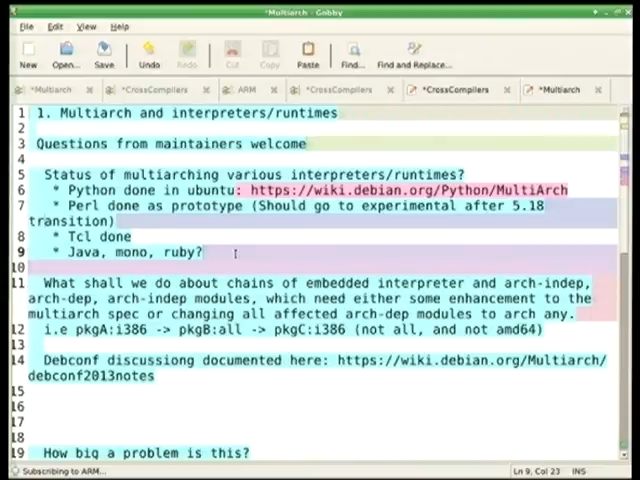 *Multiarch - Gobby
File Edit View Help
New Open... Save Undo Redo Cut Copy Paste Find... Find and Replace...
*Multiarch *CrossCompilers ARM *CrossCompilers *CrossCompilers *Multiarch
1 1. Multiarch and interpreters/runtimes
2
3 Questions from maintainers welcome
4
5 Status of multiarching various interpreters/runtimes?
6 * Python done in ubuntu: https://wiki.debian.org/Python/MultiArch
7 * Perl done as prototype (Should go to experimental after 5.18
transition)
8 * Tcl done
9 * Java, mono, ruby?
10
11 What shall we do about chains of embedded interpreter and arch-indep,
arch-dep, arch-indep modules, which need either some enhancement to the
multiarch spec or changing all affected arch-dep modules to arch any.
12 i.e pkgA:i386 -> pkgB:all -> pkgC:i386 (not all, and not amd64)
13
14 Debconf discussiong documented here: https://wiki.debian.org/Multiarch/
debconf2013notes
15
16
17
18
19 How big a problem is this?
Subscribing to ARM... Ln 9, Col 23 INS